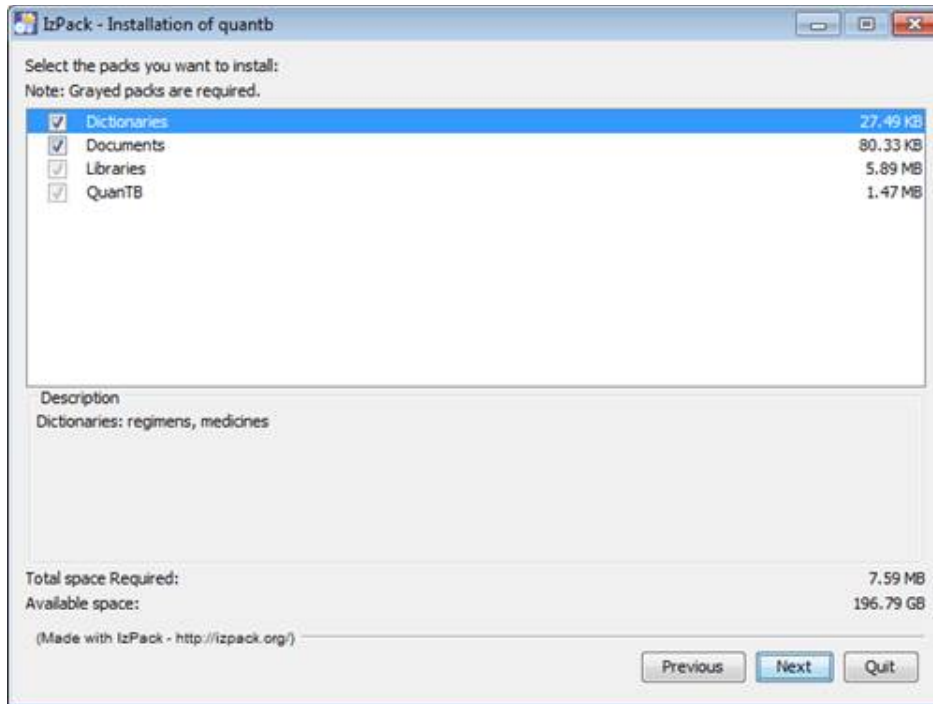 IzPack - Installation of quantb
Select the packs you want to install:
Note: Grayed packs are required.
Dictionaries 27.49 KB
Documents 80.33 KB
Libraries 5.89 MB
QuanTB 1.47 MB
Description
Dictionaries: regimens, medicines
Total space Required: 7.59 MB
Available space: 196.79 GB
(Made with IzPack - http://izpack.org/)
Previous Next Quit